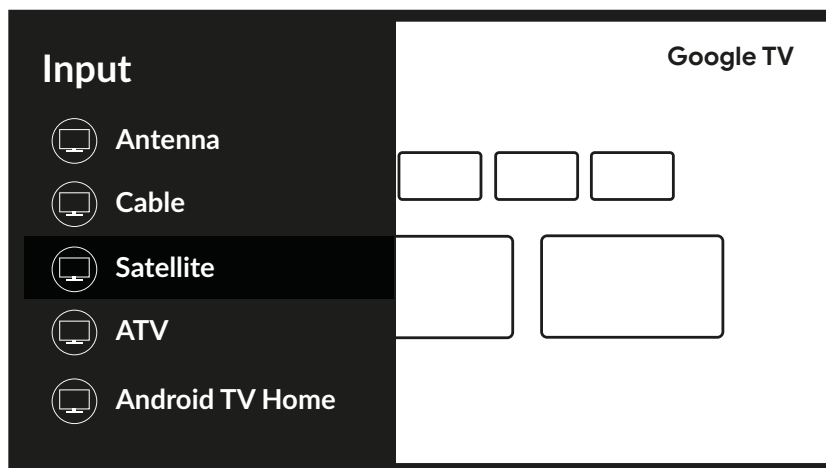 Input
Google TV
Antenna
Cable
Satellite
ATV
Android TV Home